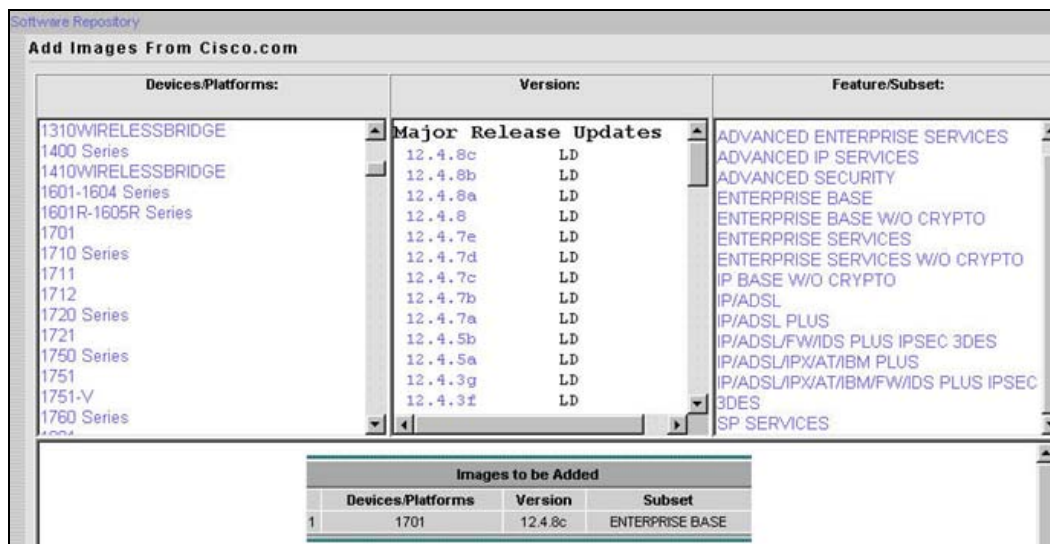 Software Repository
Add Images From Cisco.com
Devices/Platforms:
1310WIRELESSBRIDGE
1400 Series
1410WIRELESSBRIDGE
1601-1604 Series
1601R-1605R Series
1701
1710 Series
1711
1712
1720 Series
1721
1750 Series
1751
1751-V
1760 Series
Version:
Major Release Updates
12.4.8c LD
12.4.8b LD
12.4.8a LD
12.4.8 LD
12.4.7e LD
12.4.7d LD
12.4.7c LD
12.4.7b LD
12.4.7a LD
12.4.5b LD
12.4.5a LD
12.4.3g LD
12.4.3f LD
Feature/Subset:
ADVANCED ENTERPRISE SERVICES
ADVANCED IP SERVICES
ADVANCED SECURITY
ENTERPRISE BASE
ENTERPRISE BASE W/O CRYPTO
ENTERPRISE SERVICES
ENTERPRISE SERVICES W/O CRYPTO
IP BASE W/O CRYPTO
IP/ADSL
IP/ADSL PLUS
IP/ADSL/FW/IDS PLUS IPSEC 3DES
IP/ADSL/IPX/AT/IBM PLUS
IP/ADSL/IPX/AT/IBM/FW/IDS PLUS IPSEC
3DES
SP SERVICES
Images to be Added
Devices/Platforms Version Subset
1 1701 12.4.8c ENTERPRISE BASE